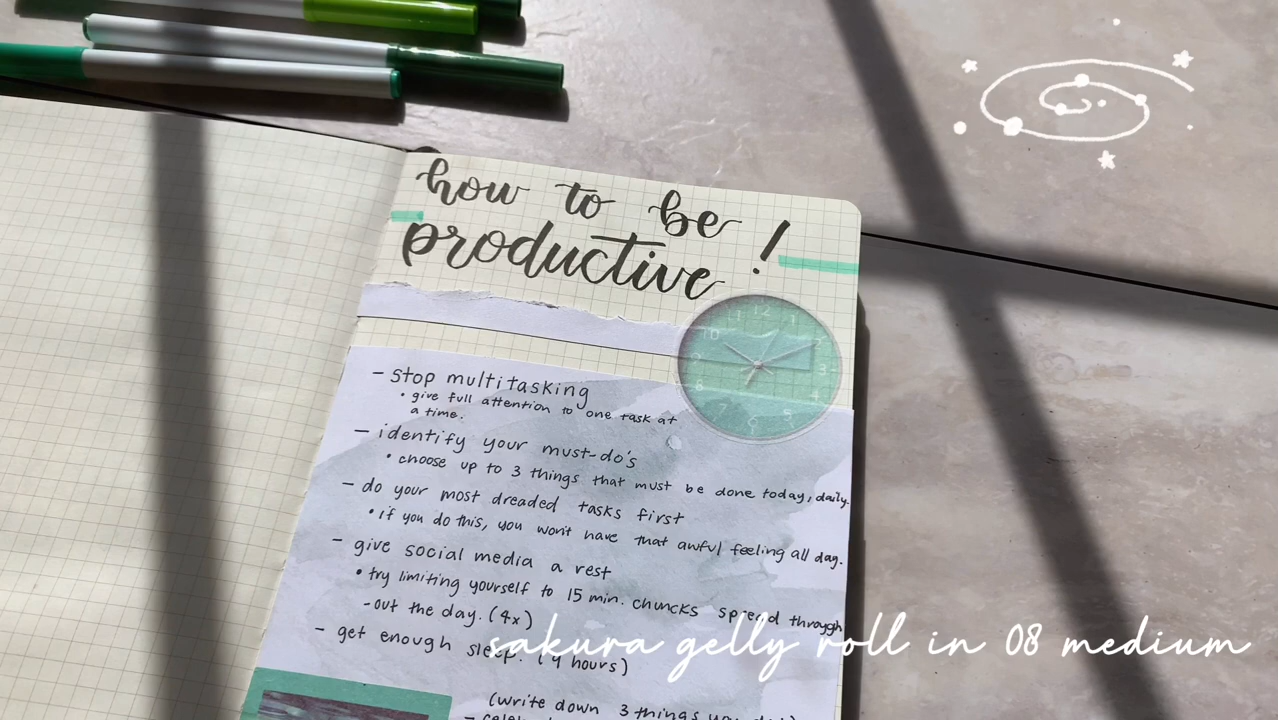 how to be
productive !
- stop multitasking
• give full attention to one task at
a time.
- identify your must-do's
• choose up to 3 things that must be done today, daily.
- do your most dreaded tasks first
• if you do this, you won't have that awful feeling all day.
- give social media a rest
• try limiting yourself to 15 min. chuncks spread through
-out the day. (4x)
- get enough sleep. (9 hours)
(write down 3 things you
sakura gelly roll in 08 medium